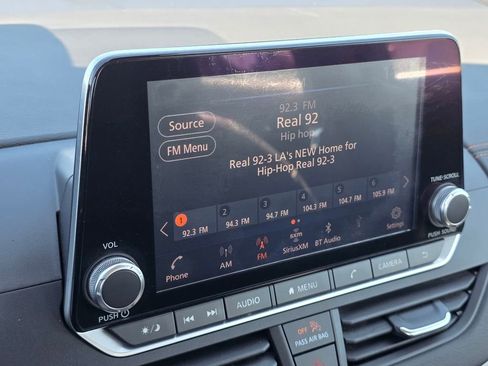 92.3 FM
Source
Real 92
Hip hop
FM Menu
Real 92-3 LA's NEW Home for
Hip-Hop Real 92-3
1 2 3 4 5 6
92.3 FM 94.3 FM 94.7 FM 104.3 FM 104.7 FM 105.9 FM
Phone AM FM sxm SiriusXM BT Audio Settings
VOL
PUSH
TUNE·SCROLL
PUSH SOUND
AUDIO
MENU
CAMERA
OFF
PASS AIR BAG